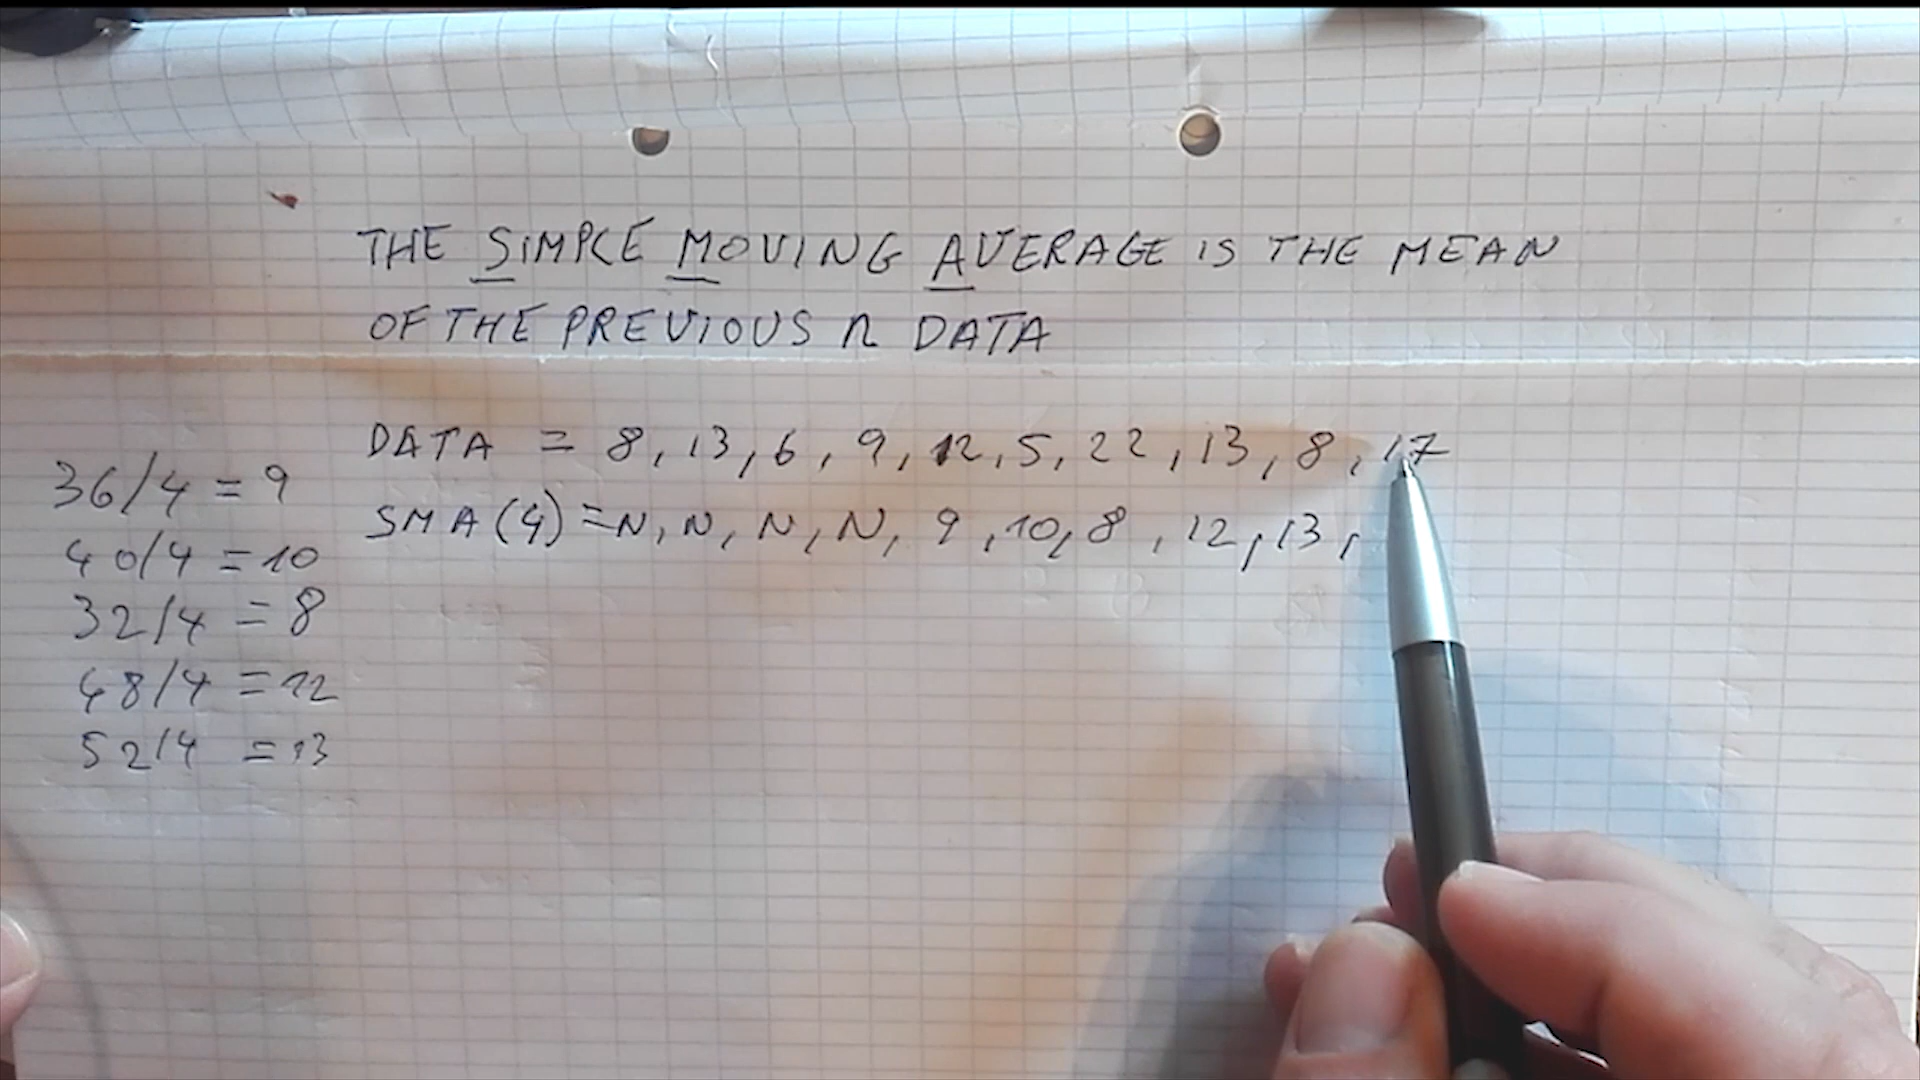 THE SIMPLE MOVING AVERAGE IS THE MEAN
OF THE PREVIOUS n DATA
DATA = 8, 13, 6, 9, 12, 5, 22, 13, 8, 17
SMA(4) = N, N, N, N, 9, 10, 8, 12, 13,
36/4 = 9
40/4 = 10
32/4 = 8
48/4 = 12
52/4 = 13